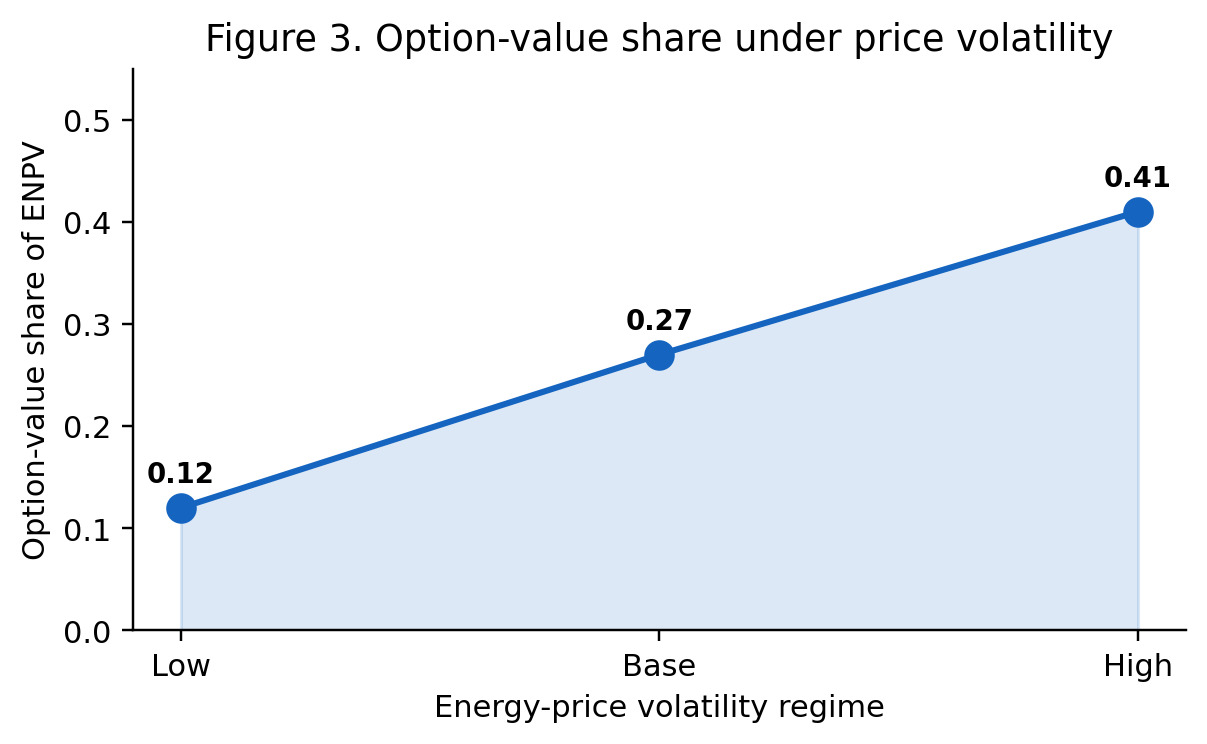 Figure 3. Option-value share under price volatility
Option-value share of ENPV
0.5
0.4
0.3
0.2
0.1
0.0
0.12
0.27
0.41
Low
Base
High
Energy-price volatility regime